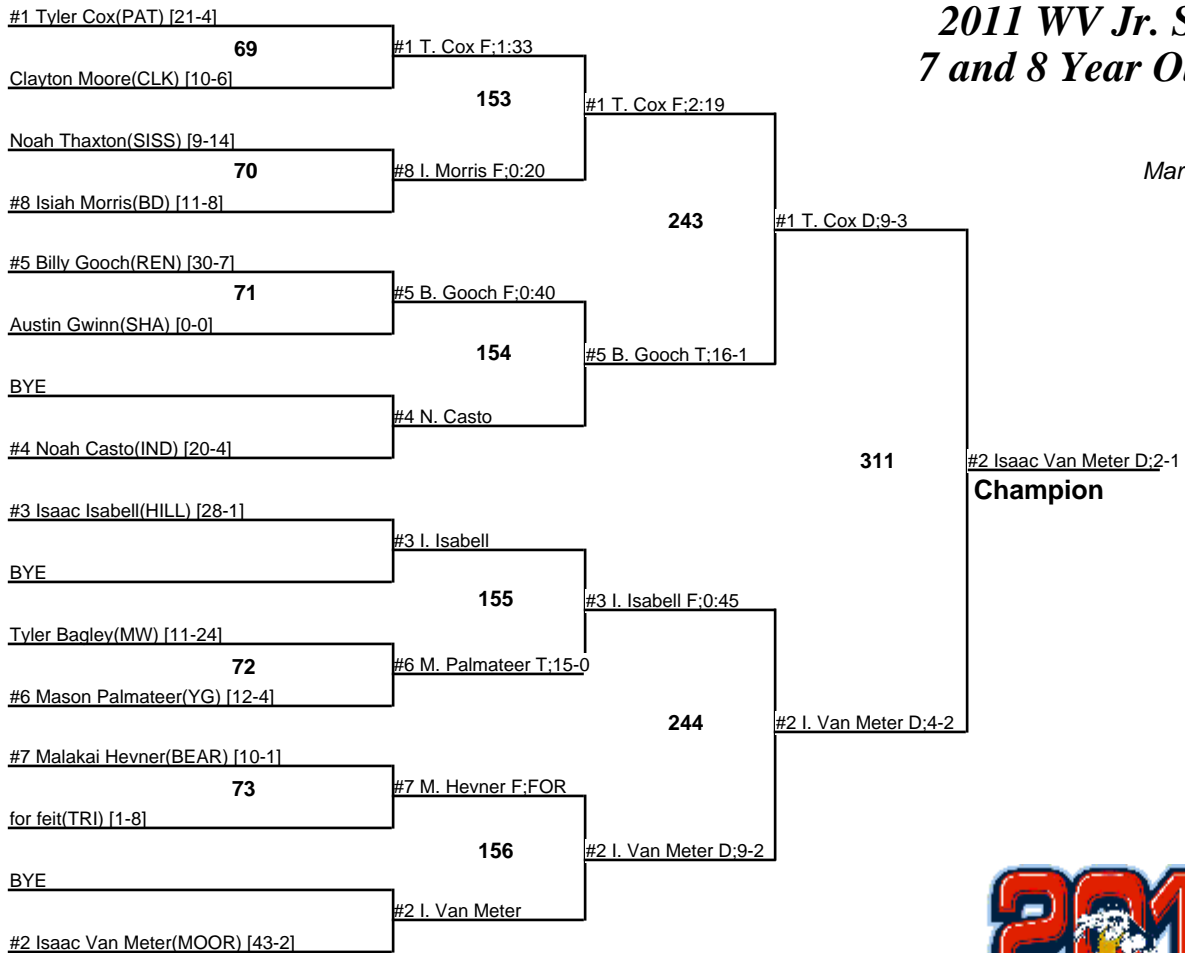 #1 Tyler Cox(PAT) [21-4]
69
Clayton Moore(CLK) [10-6]
#1 T. Cox F;1:33
153
Noah Thaxton(SISS) [9-14]
70
#8 Isiah Morris(BD) [11-8]
#8 I. Morris F;0:20
#1 T. Cox F;2:19
243
#5 Billy Gooch(REN) [30-7]
71
Austin Gwinn(SHA) [0-0]
#5 B. Gooch F;0:40
154
BYE
#4 Noah Casto(IND) [20-4]
#4 N. Casto
#5 B. Gooch T;16-1
#1 T. Cox D;9-3
311
#3 Isaac Isabell(HILL) [28-1]
BYE
#3 I. Isabell
155
Tyler Bagley(MW) [11-24]
72
#6 Mason Palmateer(YG) [12-4]
#6 M. Palmateer T;15-0
#3 I. Isabell F;0:45
244
#7 Malakai Hevner(BEAR) [10-1]
73
for feit(TRI) [1-8]
#7 M. Hevner F;FOR
156
BYE
#2 Isaac Van Meter(MOOR) [43-2]
#2 I. Van Meter
#2 I. Van Meter D;9-2
#2 I. Van Meter D;4-2
#2 Isaac Van Meter D;2-1
Champion
2011 WV Jr. S
7 and 8 Year O
Mar
201